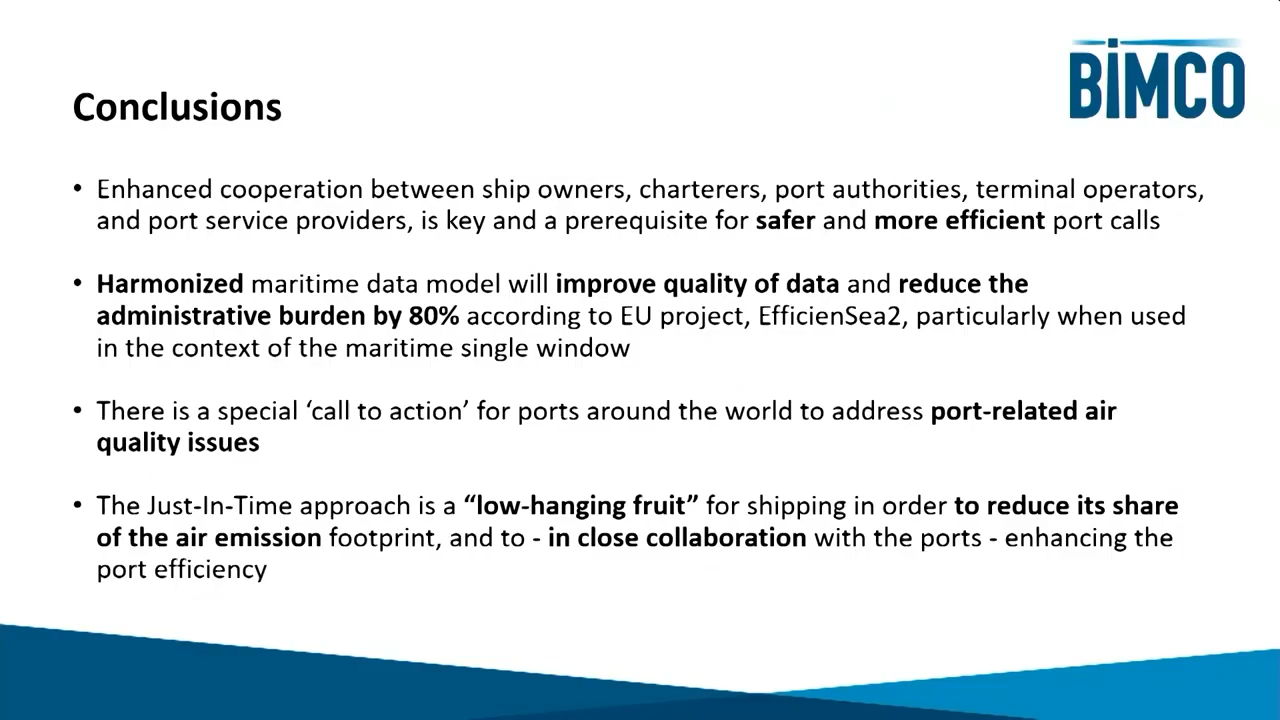 BIMCO
Conclusions
• Enhanced cooperation between ship owners, charterers, port authorities, terminal operators,
and port service providers, is key and a prerequisite for safer and more efficient port calls
• Harmonized maritime data model will improve quality of data and reduce the
administrative burden by 80% according to EU project, EfficienSea2, particularly when used
in the context of the maritime single window
• There is a special ‘call to action’ for ports around the world to address port-related air
quality issues
• The Just-In-Time approach is a “low-hanging fruit” for shipping in order to reduce its share
of the air emission footprint, and to - in close collaboration with the ports - enhancing the
port efficiency